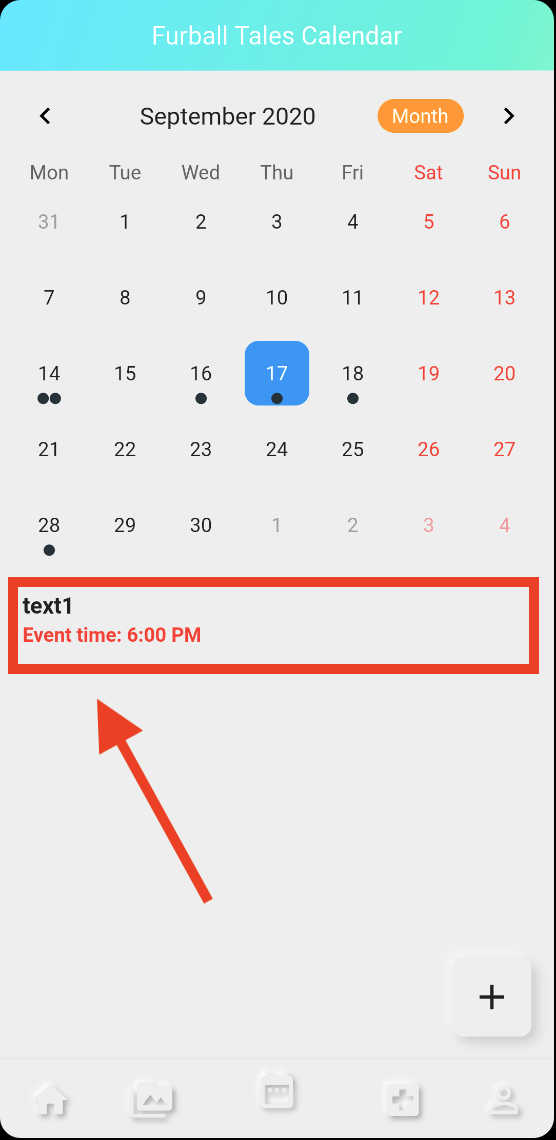 Furball Tales Calendar
September 2020 Month
Mon Tue Wed Thu Fri Sat Sun
31 1 2 3 4 5 6
7 8 9 10 11 12 13
14 15 16 17 18 19 20
21 22 23 24 25 26 27
28 29 30 1 2 3 4
text1
Event time: 6:00 PM